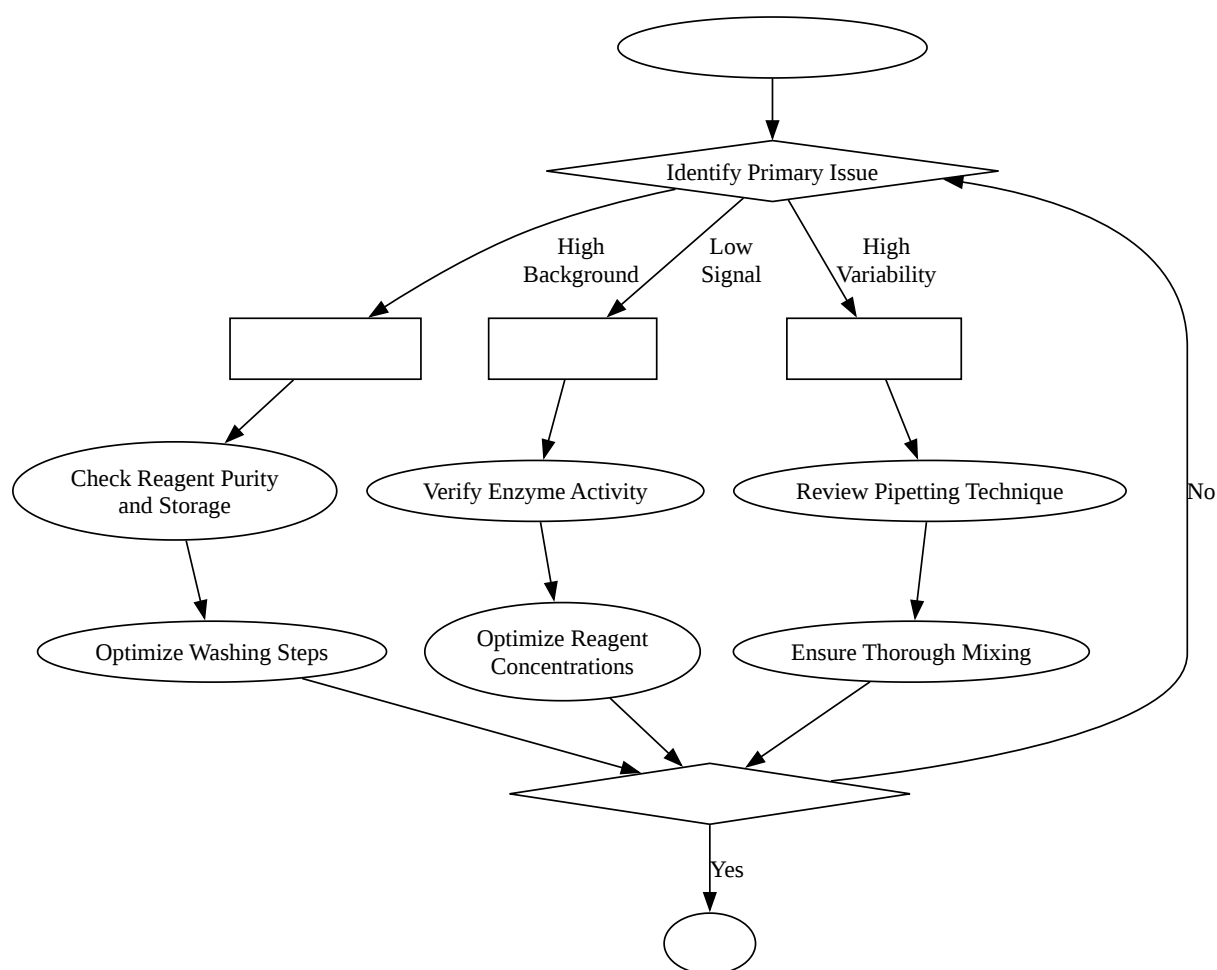 Identify Primary Issue
High
Background
Low
Signal
High
Variability
Check Reagent Purity
and Storage
Verify Enzyme Activity
Review Pipetting Technique
No
Optimize Washing Steps
Optimize Reagent
Concentrations
Ensure Thorough Mixing
Yes